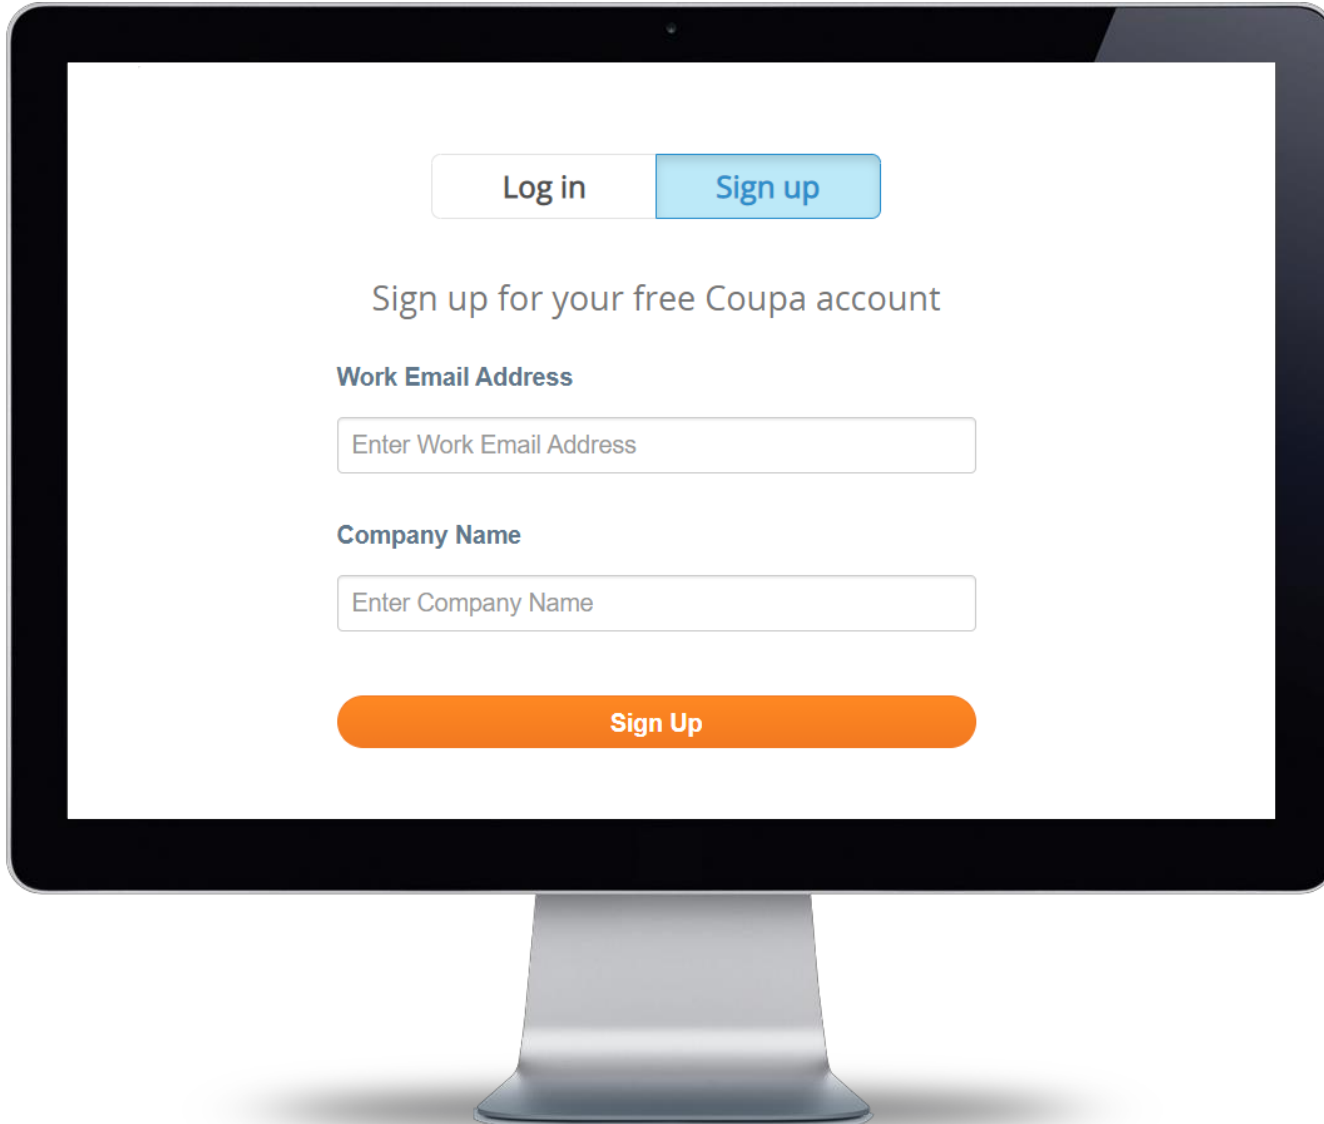 Log in
Sign up
Sign up for your free Coupa account
Work Email Address
Enter Work Email Address
Company Name
Enter Company Name
Sign Up